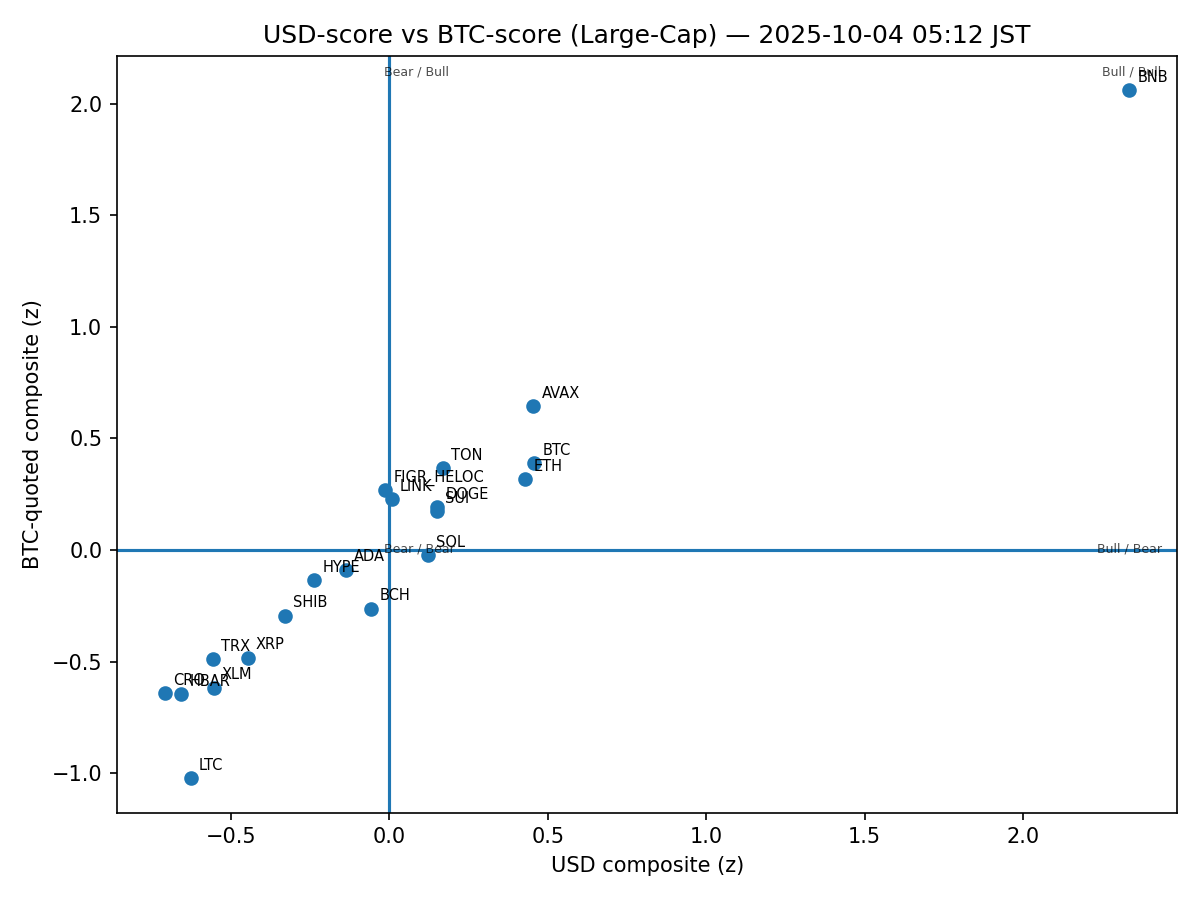 USD-score vs BTC-score (Large-Cap) — 2025-10-04 05:12 JST
Bear / Bull
Bull / Bull
BNB
2.0
1.5
1.0
0.5
0.0
−0.5
−1.0
BTC-quoted composite (z)
AVAX
BTC
TON
ETH
FIGR_HELOC
LINK
DOGE
SUI
SOL
Bear / Bear
Bull / Bear
ADA
HYPE
BCH
SHIB
XRP
TRX
XLM
CRO
HBAR
LTC
−0.5
0.0
0.5
1.0
1.5
2.0
USD composite (z)